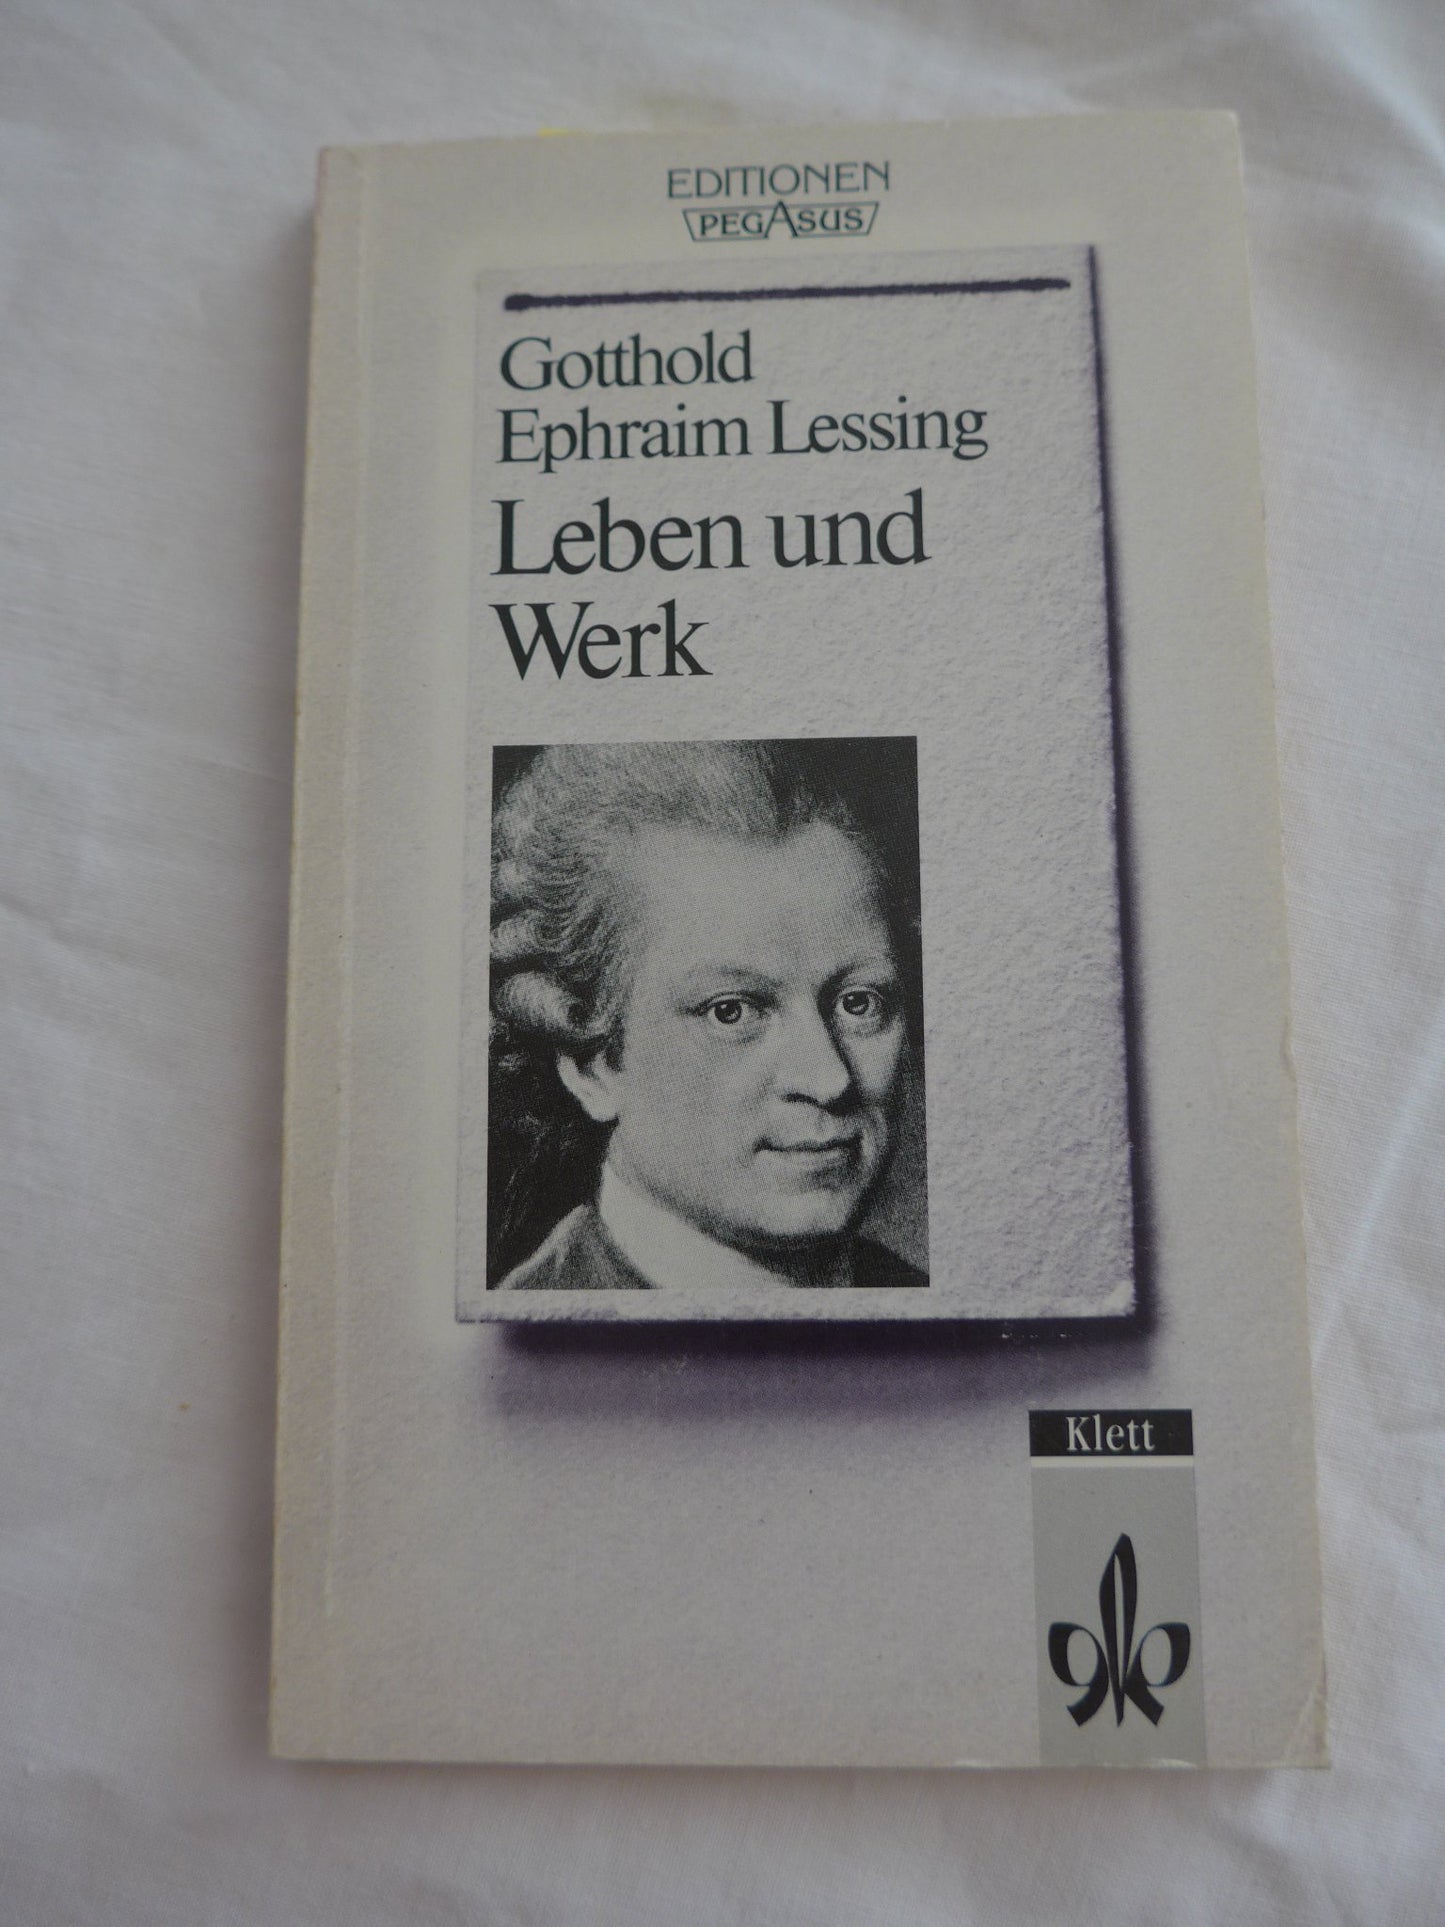 EDITIONEN
PEGASUS
Gotthold
Ephraim Lessing
Leben und
Werk
Klett